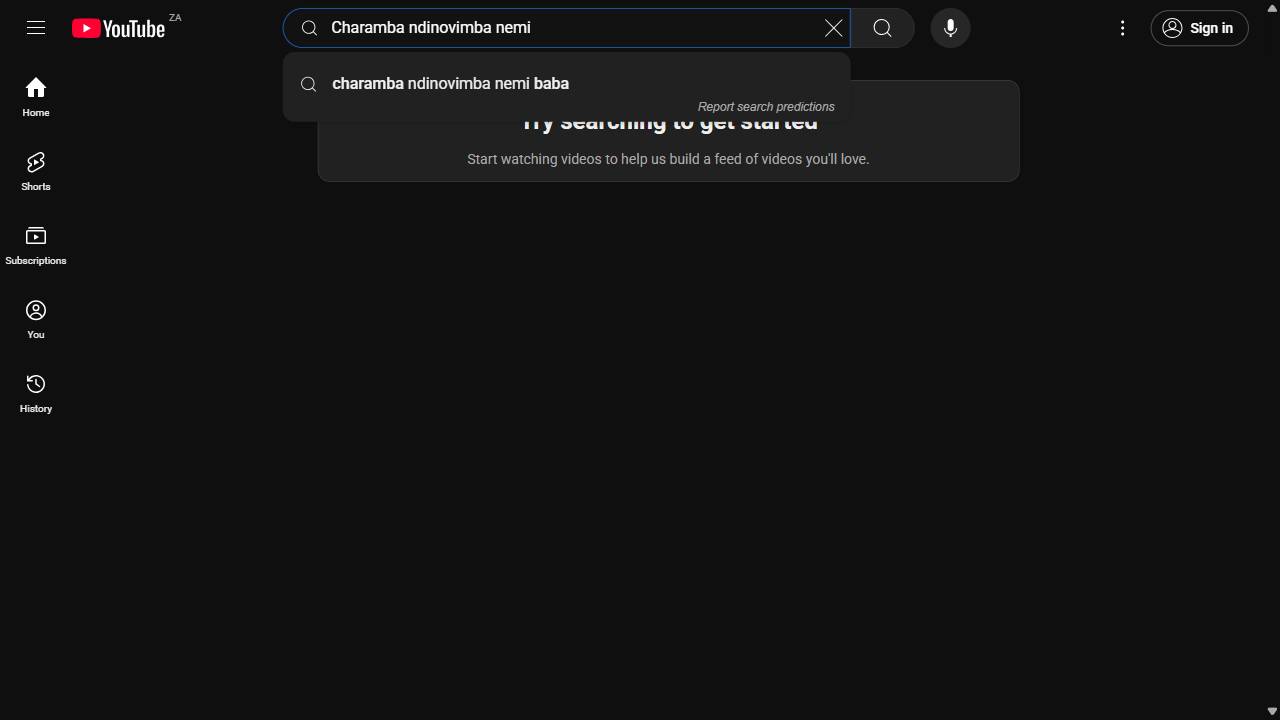 YouTube ZA
Charamba ndinovimba nemi
Sign in
charamba ndinovimba nemi baba
Report search predictions
Try searching to get started
Start watching videos to help us build a feed of videos you'll love.
Home
Shorts
Subscriptions
You
History